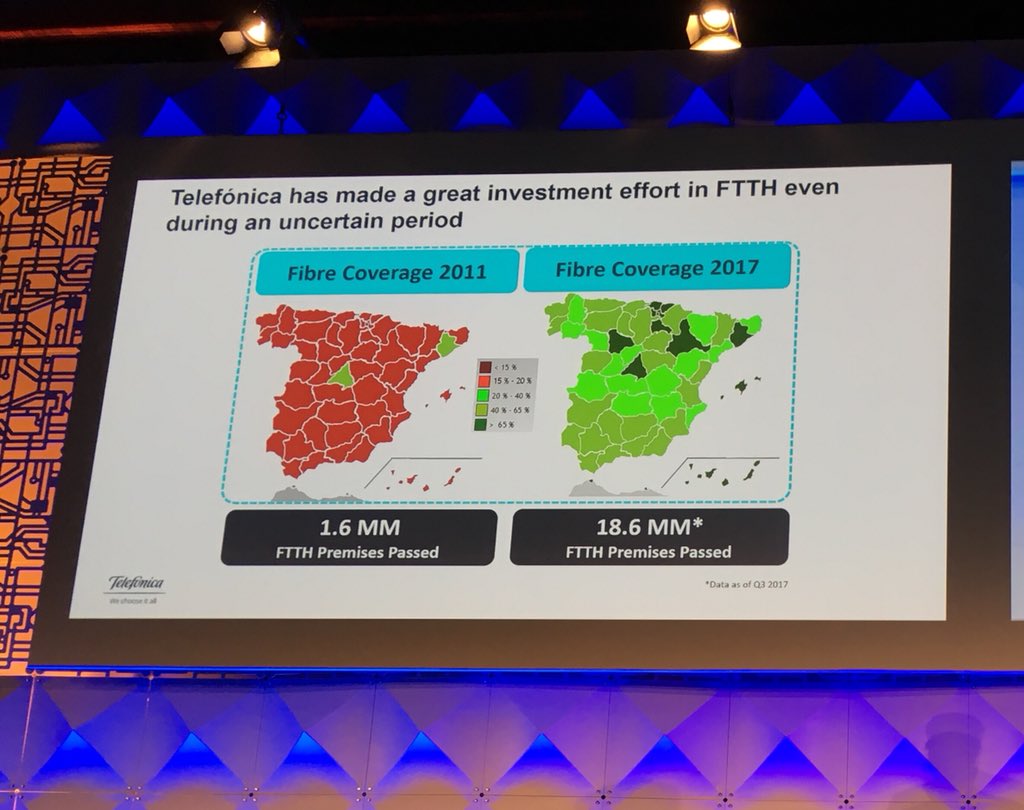 Telefónica has made a great investment effort in FTTH even
during an uncertain period
Fibre Coverage 2011
Fibre Coverage 2017
< 15 %
15 % - 20 %
20 % - 40 %
40 % - 65 %
> 65 %
1.6 MM
FTTH Premises Passed
18.6 MM*
FTTH Premises Passed
Telefónica
We choose it all
*Data as of Q3 2017